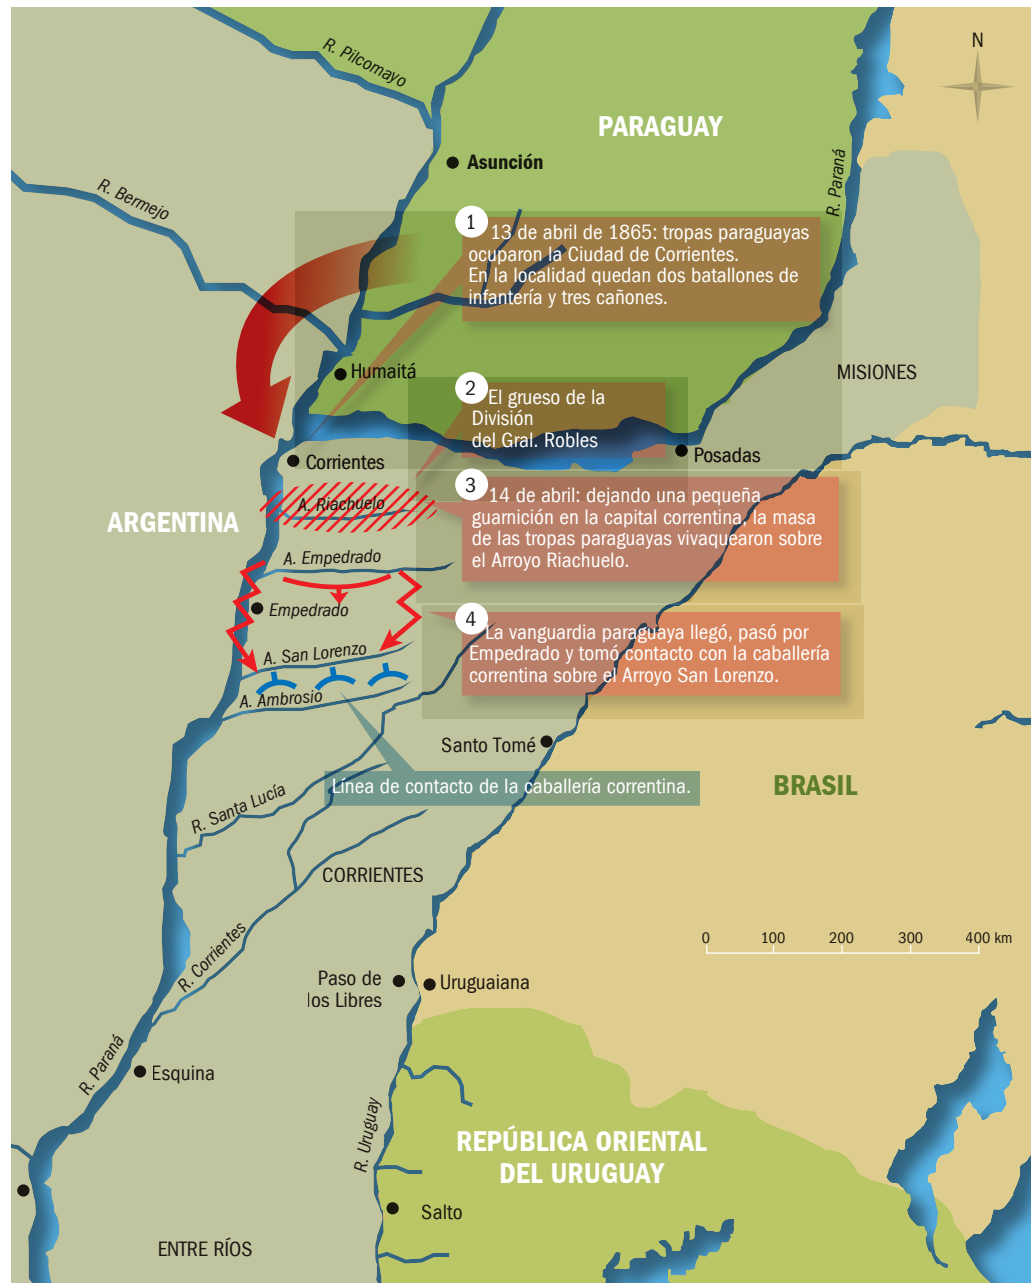 N
R. Pilcomayo
PARAGUAY
R. Paraná
Asunción
R. Bermejo
1
13 de abril de 1865: tropas paraguayas
ocuparon la Ciudad de Corrientes.
En la localidad quedan dos batallones de
infantería y tres cañones.
Humaitá
MISIONES
2
El grueso de la
División
del Gral. Robles
Corrientes
Posadas
3
14 de abril: dejando una pequeña
guarnición en la capital correntina, la masa
de las tropas paraguayas vivaquearon sobre
el Arroyo Riachuelo.
A. Riachuelo
ARGENTINA
A. Empedrado
Empedrado
4
La vanguardia paraguaya llegó, pasó por
Empedrado y tomó contacto con la caballería
correntina sobre el Arroyo San Lorenzo.
A. San Lorenzo
A. Ambrosio
Santo Tomé
Línea de contacto de la caballería correntina.
BRASIL
R. Santa Lucía
CORRIENTES
R. Corrientes
0 100 200 300 400 km
Paso de
los Libres
Uruguaiana
R. Paraná
Esquina
R. Uruguay
REPÚBLICA ORIENTAL
DEL URUGUAY
Salto
ENTRE RÍOS